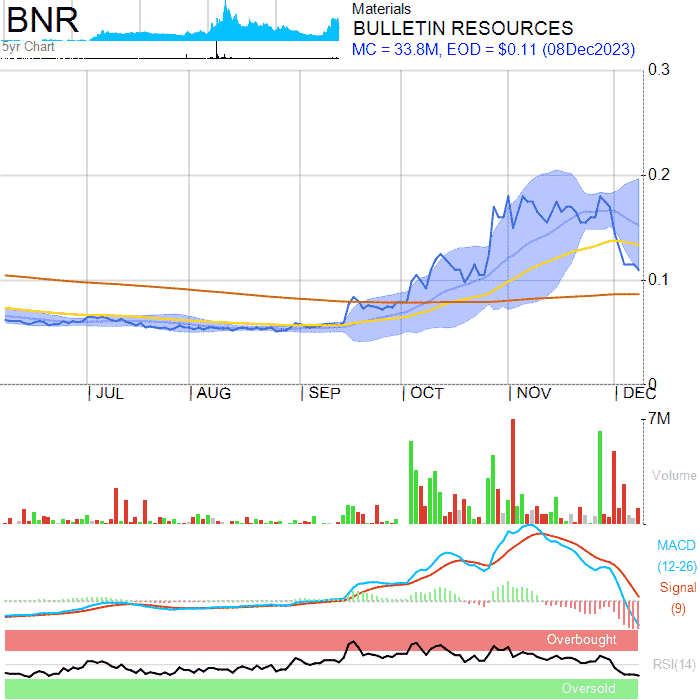 BNR
5yr Chart
Materials
BULLETIN RESOURCES
MC = 33.8M, EOD = $0.11 (08Dec2023)
0.3
0.2
0.1
0
JUL AUG SEP OCT NOV DEC
7M
Volume
MACD
(12-26)
Signal
(9)
Overbought
RSI(14)
Oversold